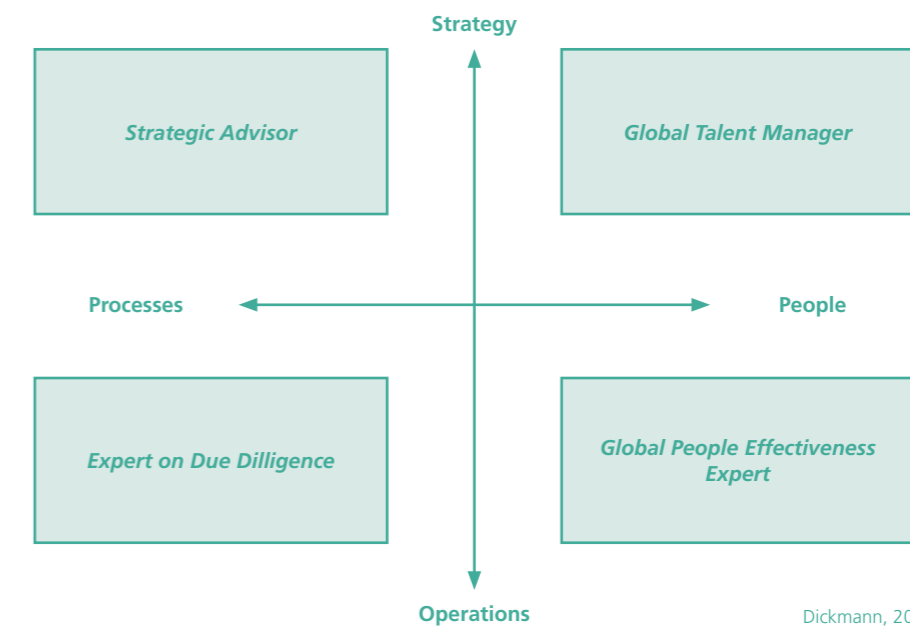 Strategy
Strategic Advisor
Global Talent Manager
Processes
People
Expert on Due Dilligence
Global People Effectiveness
Expert
Operations
Dickmann, 20